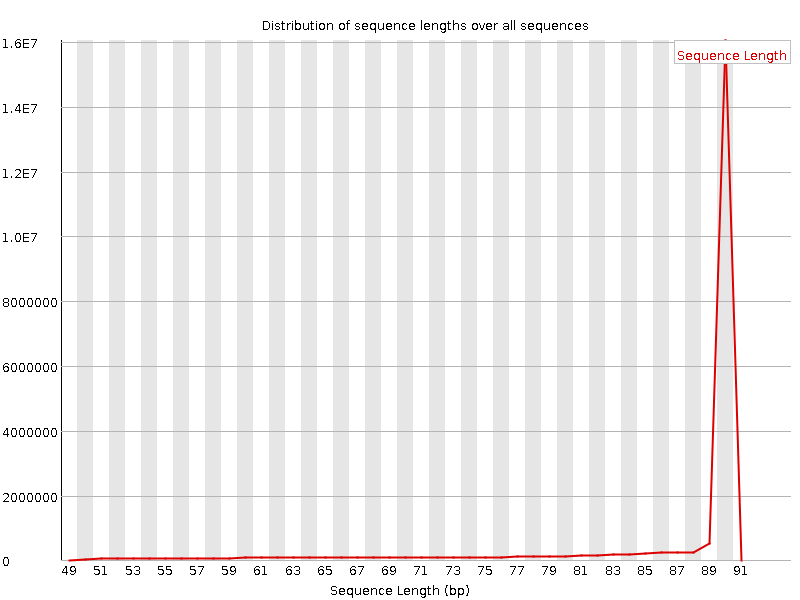 Distribution of sequence lengths over all sequences
Sequence Length
1.6E7
1.4E7
1.2E7
1.0E7
8000000
6000000
4000000
2000000
0
49 51 53 55 57 59 61 63 65 67 69 71 73 75 77 79 81 83 85 87 89 91
Sequence Length (bp)